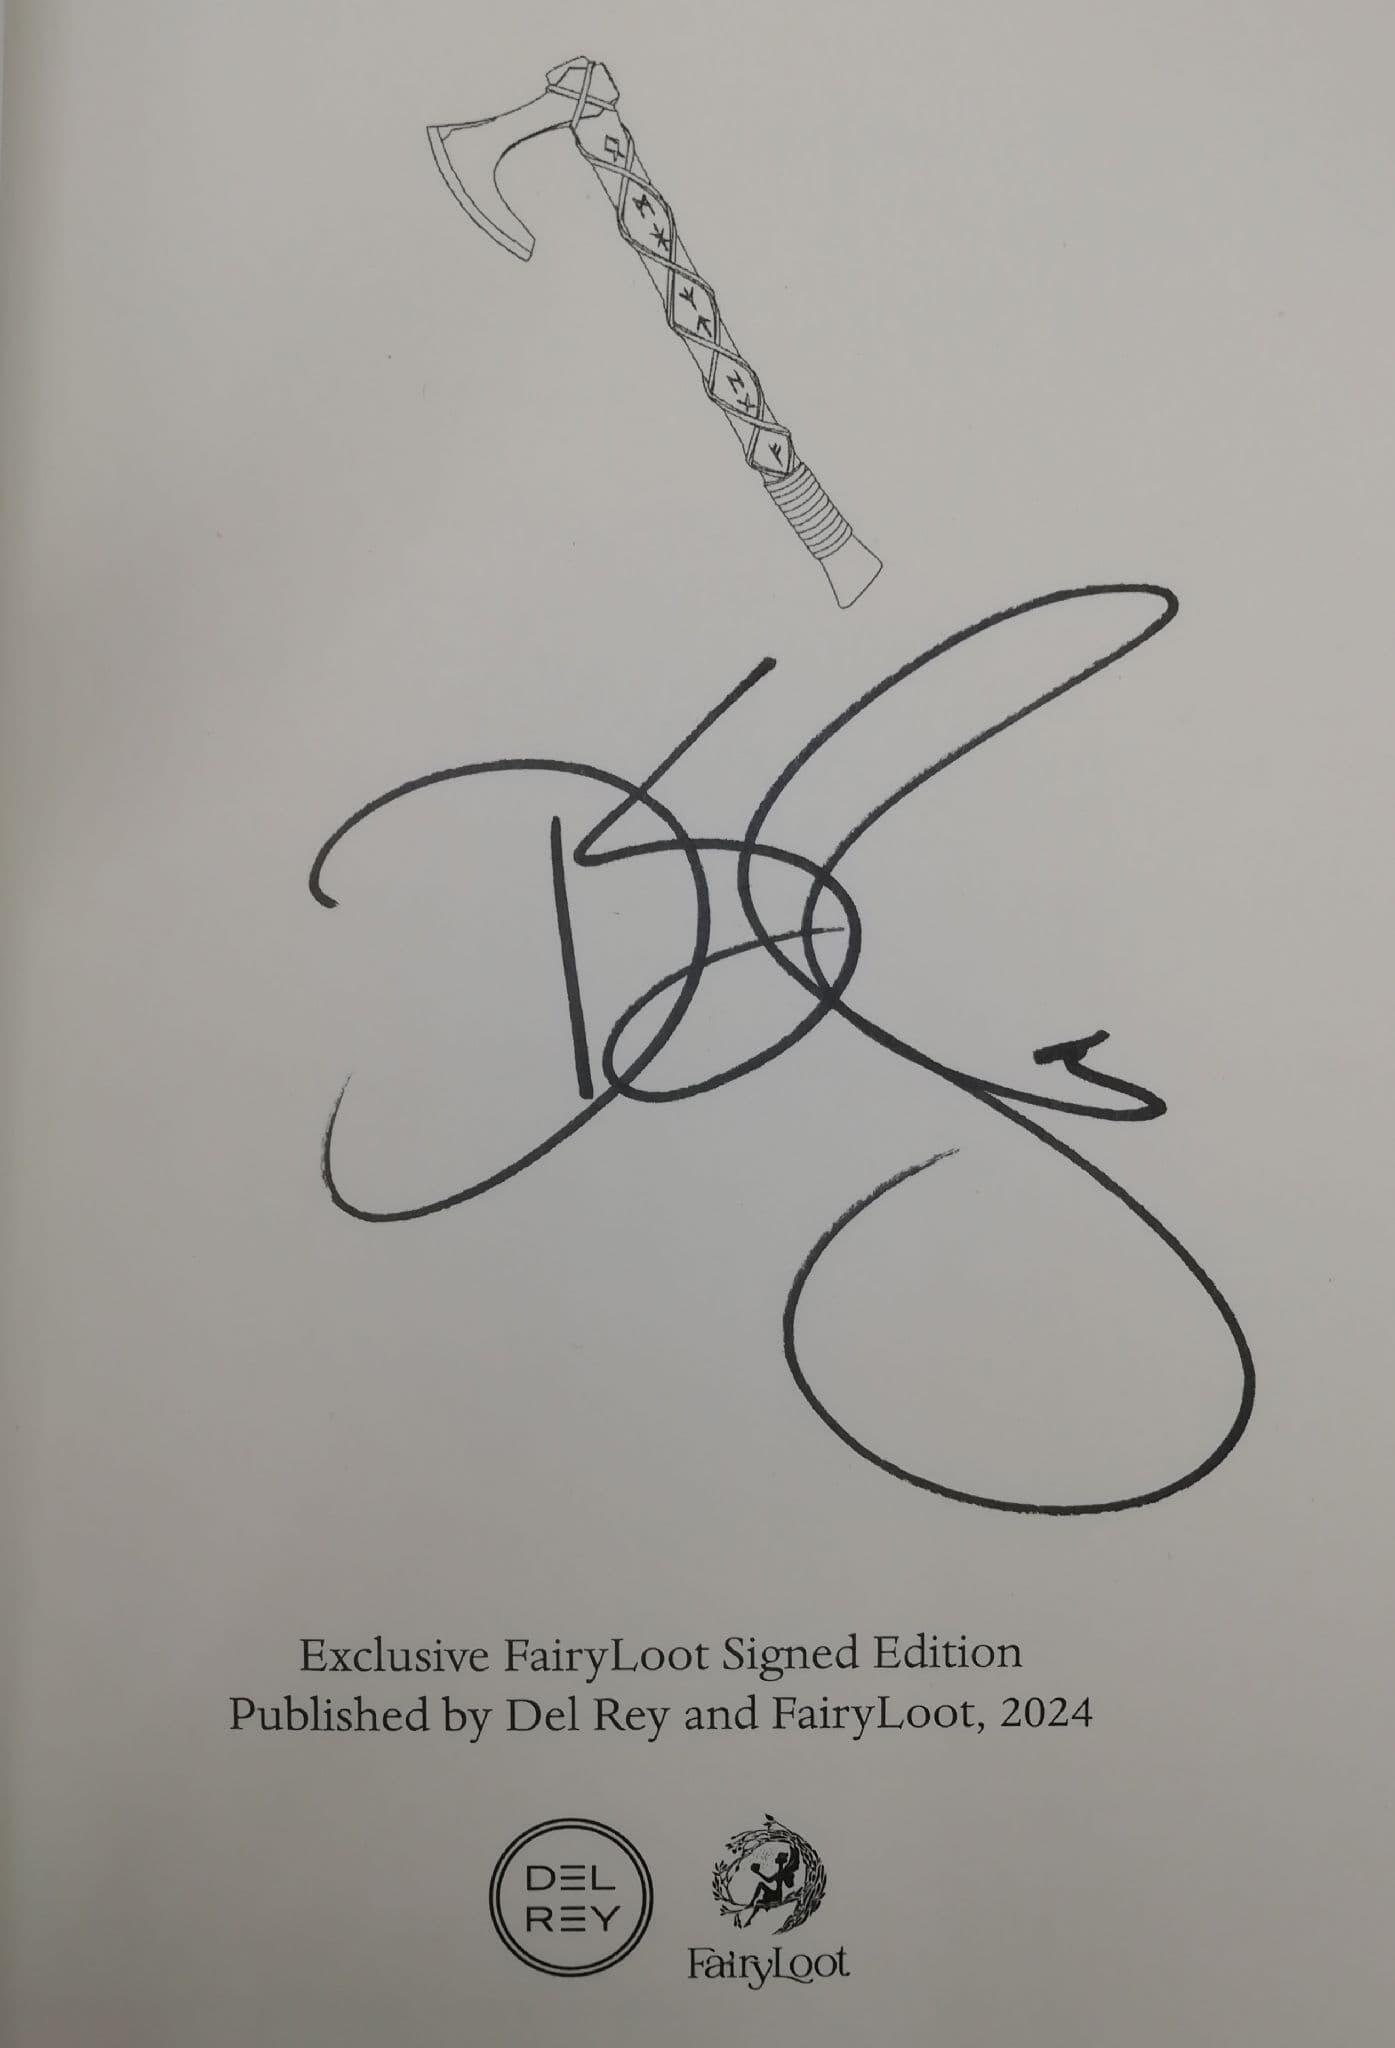 Exclusive FairyLoot Signed Edition
Published by Del Rey and FairyLoot, 2024
DEL
REY
FairyLoot